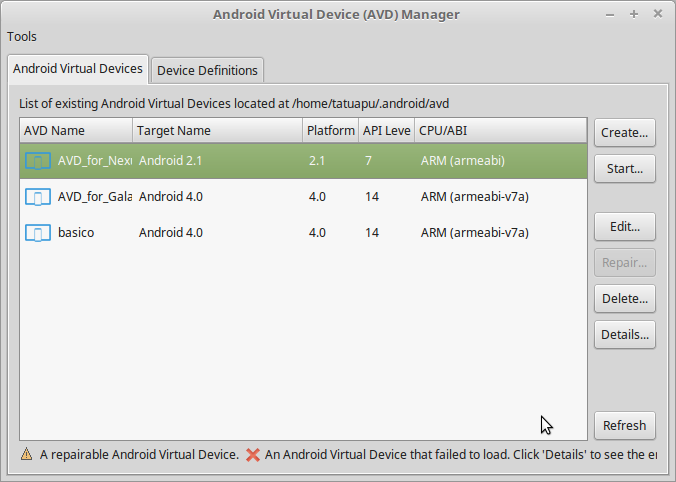 Android Virtual Device (AVD) Manager
Tools
Android Virtual Devices Device Definitions
List of existing Android Virtual Devices located at /home/tatuapu/.android/avd
AVD Name Target Name Platform API Leve CPU/ABI
AVD_for_Nex Android 2.1 2.1 7 ARM (armeabi)
AVD_for_Gala Android 4.0 4.0 14 ARM (armeabi-v7a)
basico Android 4.0 4.0 14 ARM (armeabi-v7a)
Create...
Start...
Edit...
Repair...
Delete...
Details...
Refresh
A repairable Android Virtual Device. An Android Virtual Device that failed to load. Click 'Details' to see the er